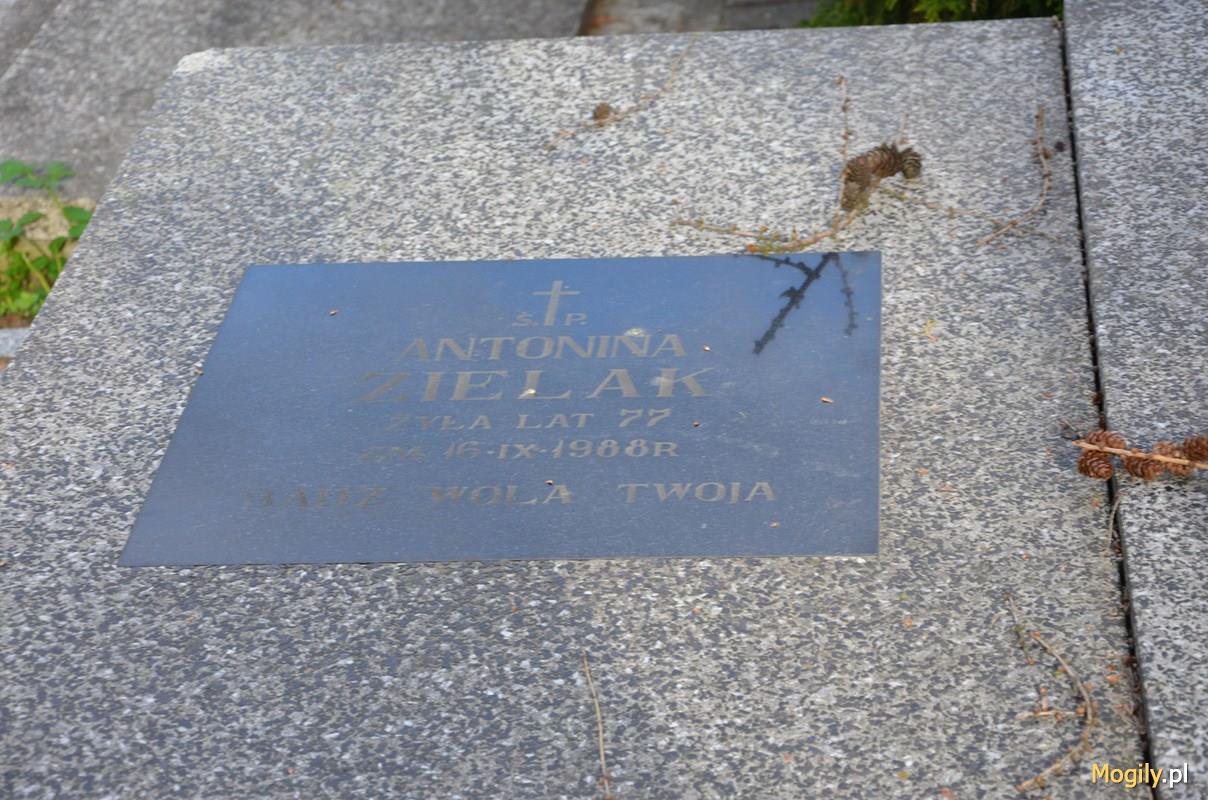 Ś. P.
ANTONINA
ZIELAK
ŻYŁA LAT 77
ZM. 16·IX·1988R
BĄDŹ WOLA TWOJA
Mogily.pl